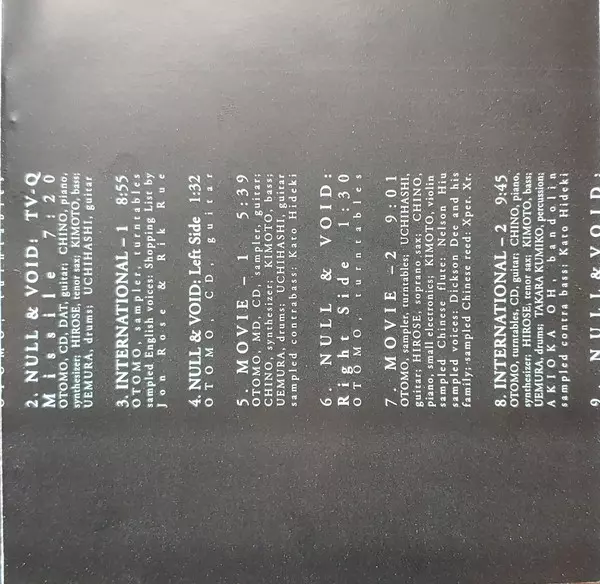 2. NULL & VOID: TV-Q
Missile 7:20
OTOMO, CD, DAT, guitar; CHINO, piano,
synthesizer; HIROSE, tenor sax; KIMOTO, bass;
UEMURA, drums; UCHIHASHI, guitar
3. INTERNATIONAL – 1 8:55
OTOMO, sampler, turntables
sampled English voices; Shopping List by
Jon Rose & Rik Rue
4. NULL & VOID: Left Side 1:32
OTOMO, CD, guitar
5. MOVIE – 1 5:39
OTOMO, MD, CD, sampler, guitar;
CHINO, synthesizer; KIMOTO, bass;
UEMURA, drums; UCHIHASHI, guitar
sampled contrabass: Kato Hideki
6. NULL & VOID:
Right Side 1:30
OTOMO, turntables
7. MOVIE – 2 9:01
OTOMO, sampler, turntables; UCHIHASHI,
guitar; HIROSE, soprano sax; CHINO,
piano, small electronics; KIMOTO, violin
sampled Chinese flute: Nelson Hiu
sampled voices: Dickson Dee and his
family; sampled Chinese reed: Xper. Xr.
8. INTERNATIONAL – 2 9:45
OTOMO, turntables, CD, guitar; CHINO, piano,
synthesizer; HIROSE, tenor sax; KIMOTO, bass;
UEMURA, drums; TAKARA KUMIKO, percussion;
AKIOKA OH, bandolin
sampled contra bass: Kato Hideki
9. NULL & VOID: